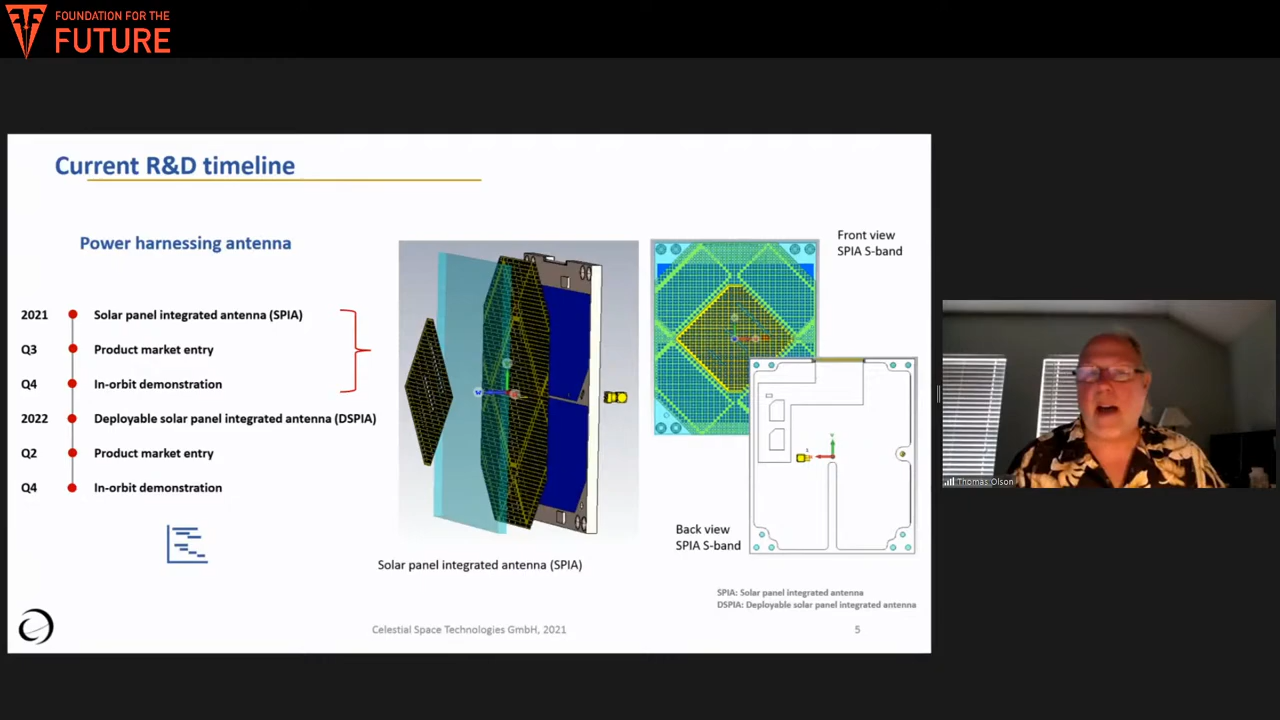 FOUNDATION FOR THE
FUTURE
Current R&D timeline
Power harnessing antenna
2021 Solar panel integrated antenna (SPIA)
Q3 Product market entry
Q4 In-orbit demonstration
2022 Deployable solar panel integrated antenna (DSPIA)
Q2 Product market entry
Q4 In-orbit demonstration
Solar panel integrated antenna (SPIA)
Front view
SPIA S-band
Back view
SPIA S-band
SPIA: Solar panel integrated antenna
DSPIA: Deployable solar panel integrated antenna
Celestial Space Technologies GmbH, 2021
5
Thomas Olson